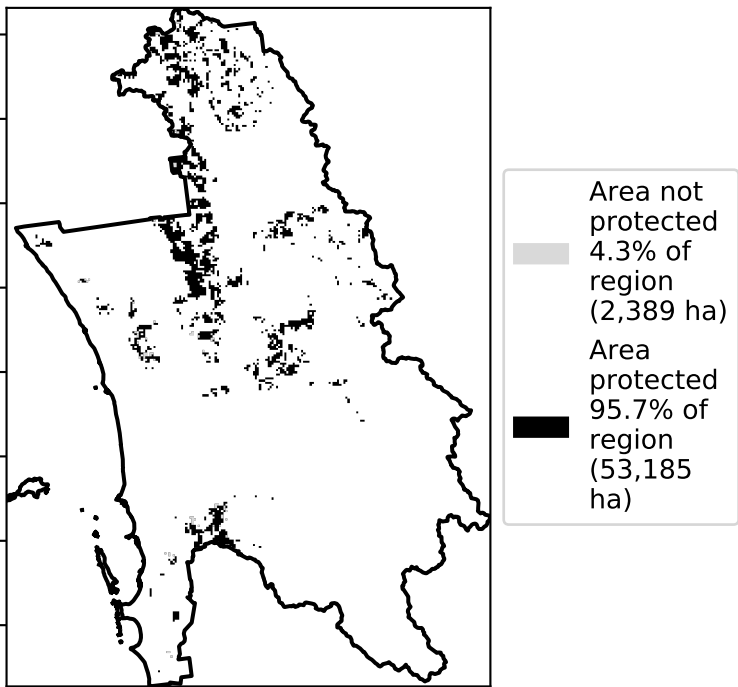 Area not
protected
4.3% of
region
(2,389 ha)
Area
protected
95.7% of
region
(53,185
ha)